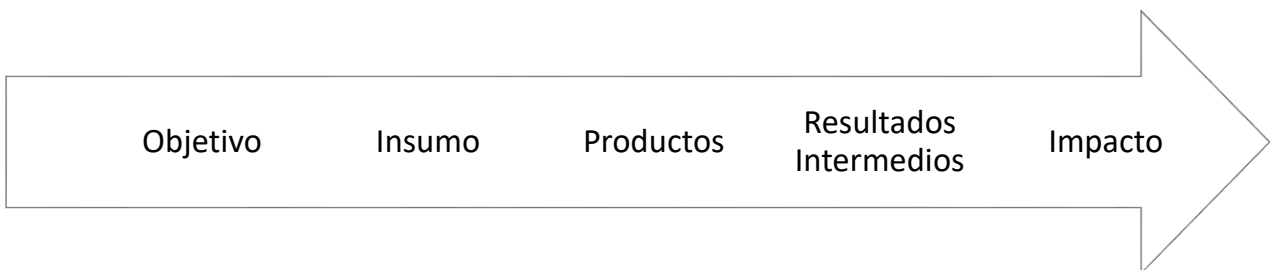 Objetivo
Insumo
Productos
Resultados
Intermedios
Impacto